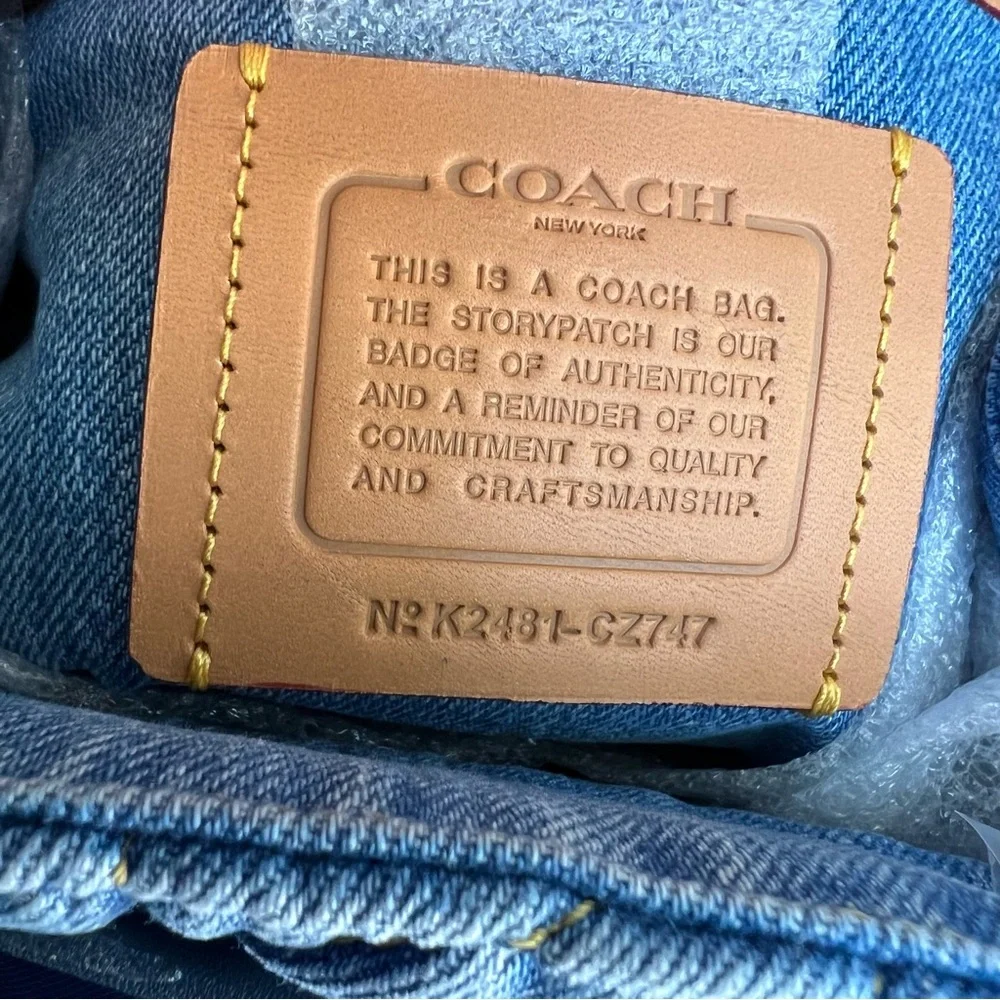 COACH
NEW YORK
THIS IS A COACH BAG.
THE STORYPATCH IS OUR
BADGE OF AUTHENTICITY,
AND A REMINDER OF OUR
COMMITMENT TO QUALITY
AND CRAFTSMANSHIP.
Nº K2481-CZ747